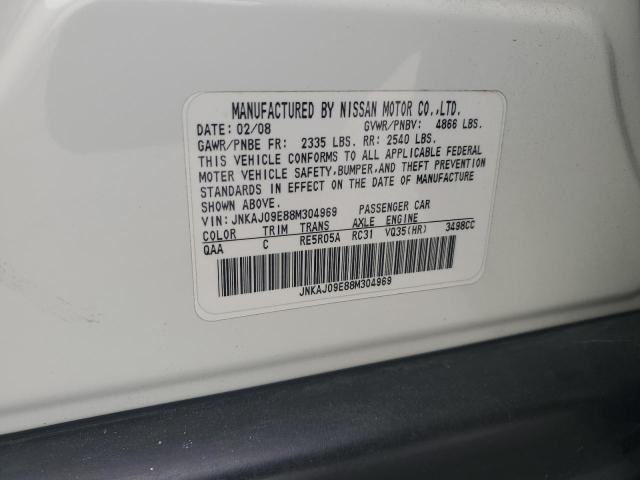 MANUFACTURED BY NISSAN MOTOR CO.,LTD.
DATE: 02/08 GVWR/PNBV: 4866 LBS.
GAWR/PNBE FR: 2335 LBS. RR: 2540 LBS.
THIS VEHICLE CONFORMS TO ALL APPLICABLE FEDERAL
MOTOR VEHICLE SAFETY,BUMPER,AND THEFT PREVENTION
STANDARDS IN EFFECT ON THE DATE OF MANUFACTURE
SHOWN ABOVE.
VIN: JNKAJ09E88M304969 PASSENGER CAR
COLOR TRIM TRANS AXLE ENGINE
QAA C RE5R05A RC31 VQ35(HR) 3498CC
JNKAJ09E88M304969